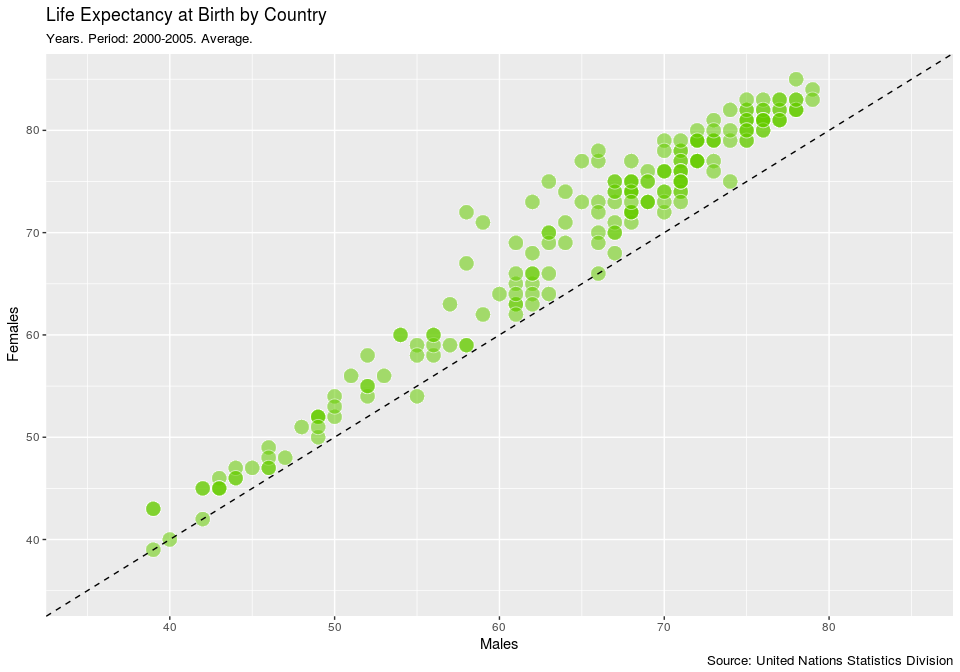 Life Expectancy at Birth by Country
Years. Period: 2000-2005. Average.
80
70
60
50
40
Females
40 50 60 70 80
Males
Source: United Nations Statistics Division